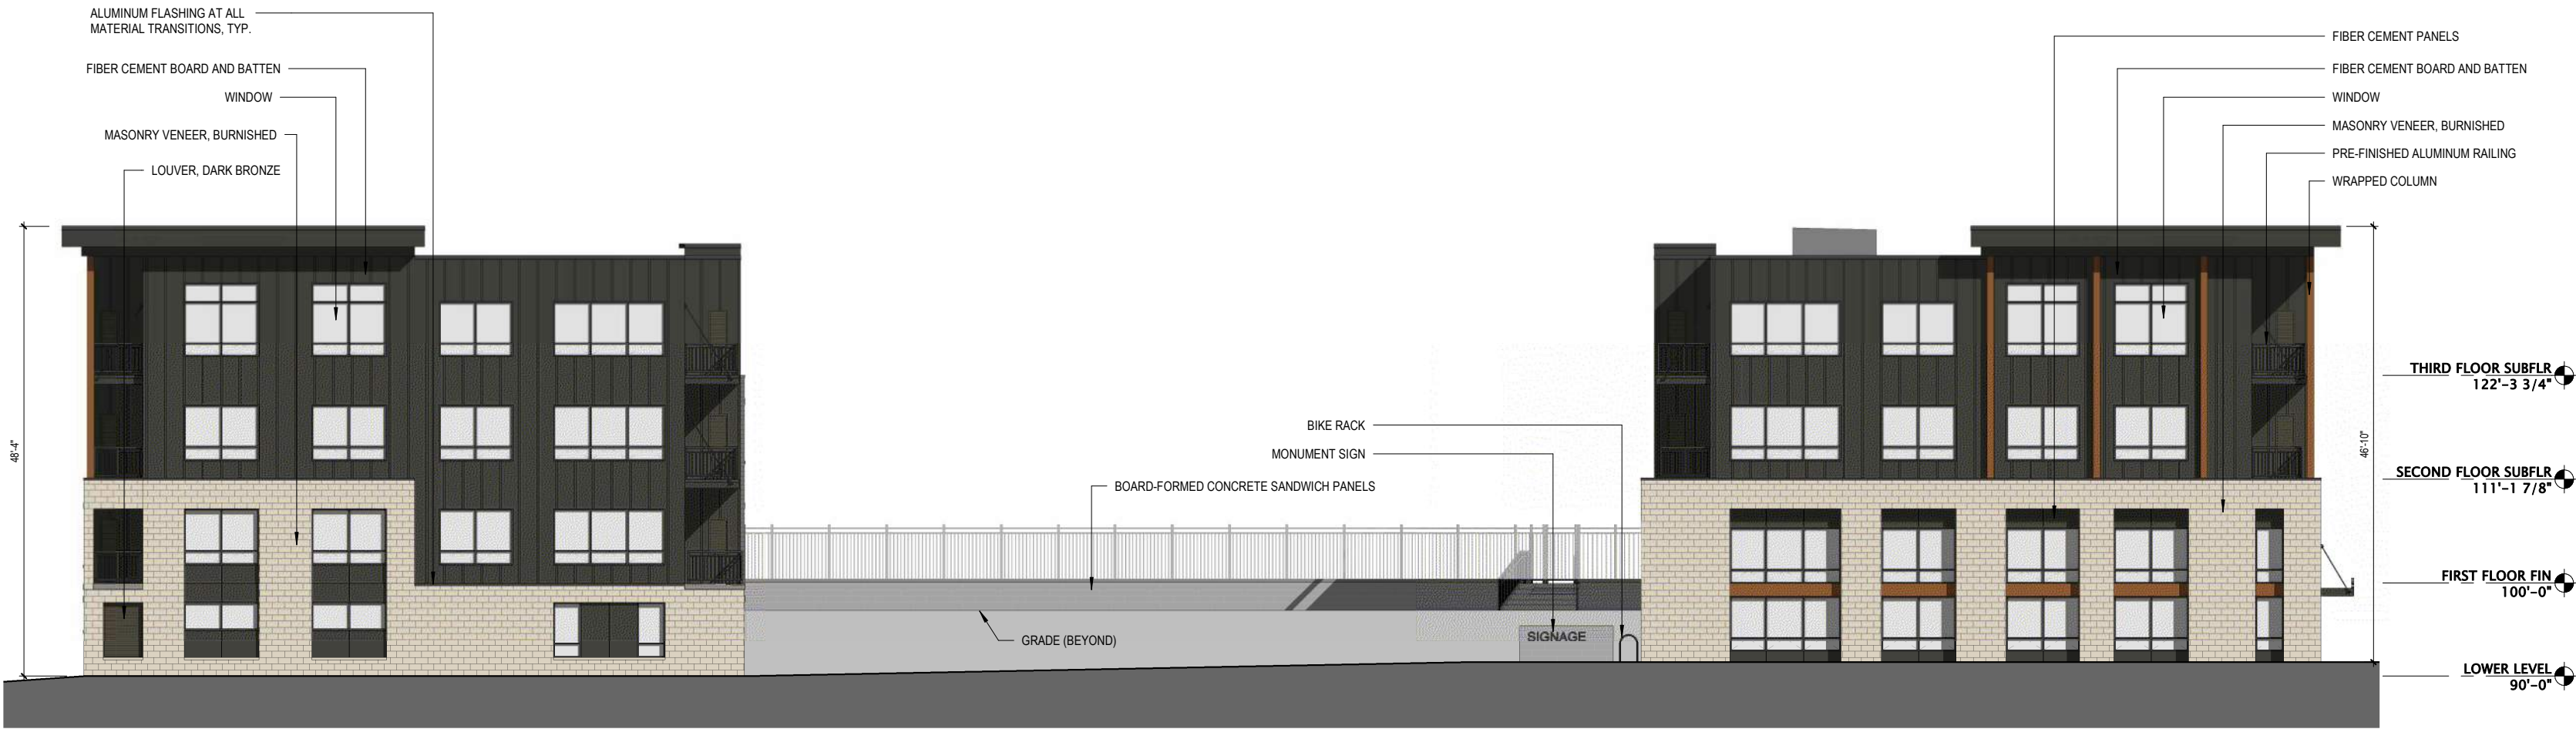 ALUMINUM FLASHING AT ALL
MATERIAL TRANSITIONS, TYP.
FIBER CEMENT BOARD AND BATTEN
WINDOW
MASONRY VENEER, BURNISHED
LOUVER, DARK BRONZE
48'-4"
BIKE RACK
MONUMENT SIGN
BOARD-FORMED CONCRETE SANDWICH PANELS
GRADE (BEYOND)
SIGNAGE
FIBER CEMENT PANELS
FIBER CEMENT BOARD AND BATTEN
WINDOW
MASONRY VENEER, BURNISHED
PRE-FINISHED ALUMINUM RAILING
WRAPPED COLUMN
46'-10"
THIRD FLOOR SUBFLR
122'-3 3/4"
SECOND FLOOR SUBFLR
111'-1 7/8"
FIRST FLOOR FIN
100'-0"
LOWER LEVEL
90'-0"